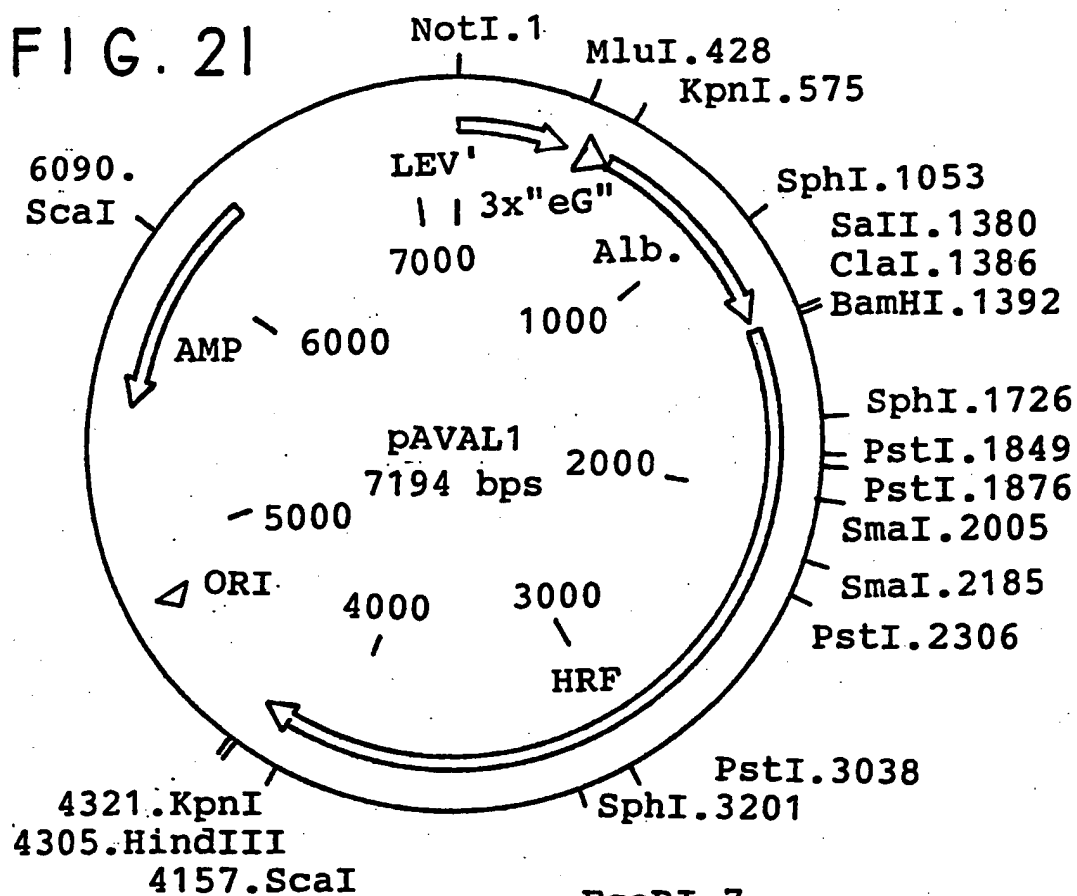 FIG. 21
NotI.1
MluI.428
KpnI.575
SphI.1053
SaII.1380
ClaI.1386
BamHI.1392
SphI.1726
PstI.1849
PstI.1876
SmaI.2005
SmaI.2185
PstI.2306
PstI.3038
SphI.3201
4321.KpnI
4305.HindIII
4157.ScaI
6090.
ScaI
LEV'
3x"eG"
Alb.
7000
1000
6000
AMP
pAVAL1
7194 bps
2000
5000
ORI
4000
3000
HRF